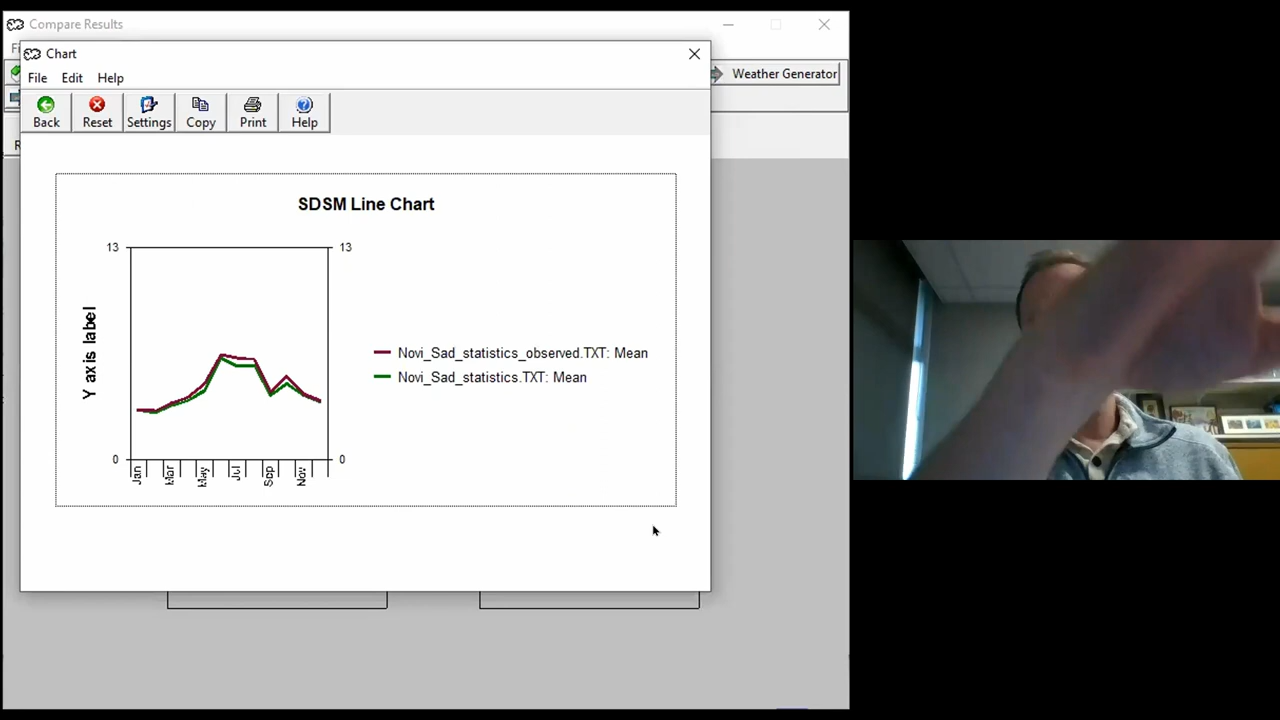 Compare Results
Chart
File Edit Help
Weather Generator
Back Reset Settings Copy Print Help
SDSM Line Chart
13 13
Y axis label
Novi_Sad_statistics_observed.TXT: Mean
Novi_Sad_statistics.TXT: Mean
0 0
Jan Mar May Jul Sep Nov